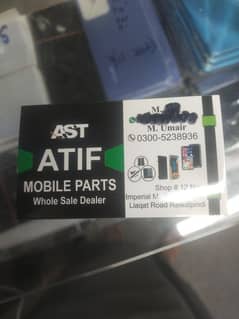 AST
ATIF
MOBILE PARTS
Whole Sale Dealer
M.
M. Umair
0300-5238936
Shop # 12
Imperial
Liaqat Road Rawalpindi